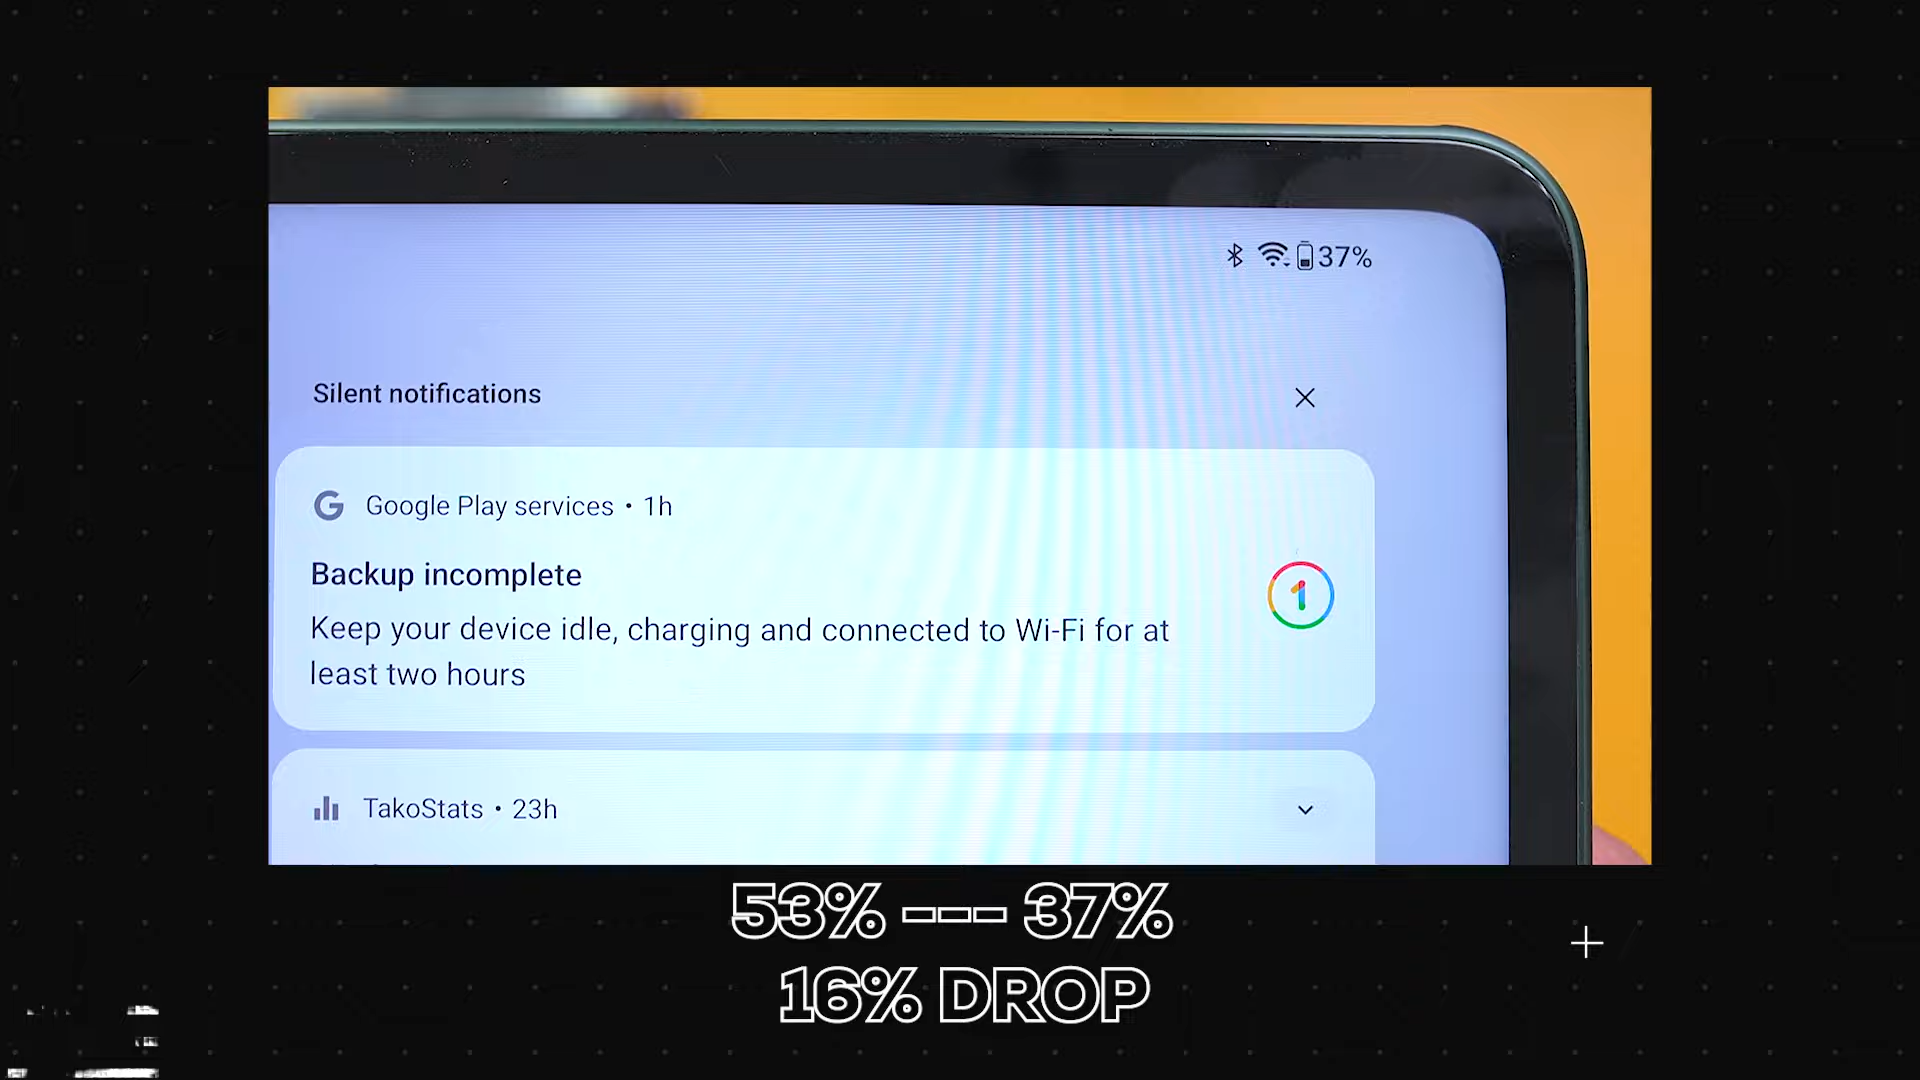 37%
Silent notifications
Google Play services • 1h
Backup incomplete
1
Keep your device idle, charging and connected to Wi-Fi for at
least two hours
TakoStats • 23h
53% --- 37%
16% DROP